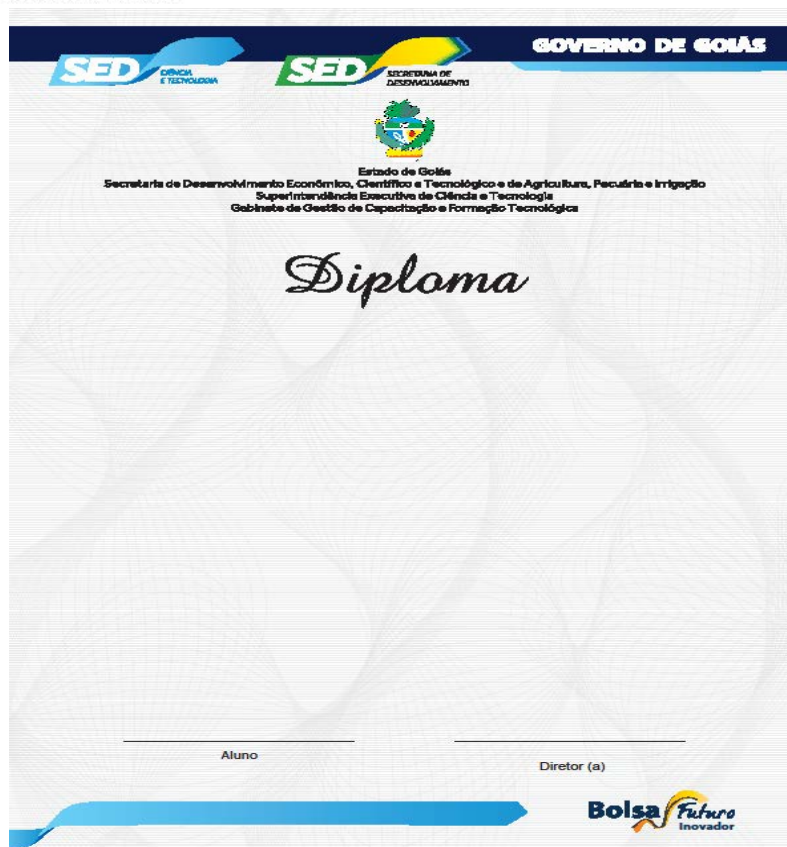 GOVERNO DE GOIÁS
SED CIÊNCIA
E TECNOLOGIA
SED SECRETARIA DE
DESENVOLVIMENTO
Estado de Goiás
Secretaria de Desenvolvimento Econômico, Científico e Tecnológico e de Agricultura, Pecuária e Irrigação
Superintendência Executiva de Ciência e Tecnologia
Gabinete de Gestão de Capacitação e Formação Tecnológica
Diploma
Aluno
Diretor (a)
Bolsa Futuro
Inovador